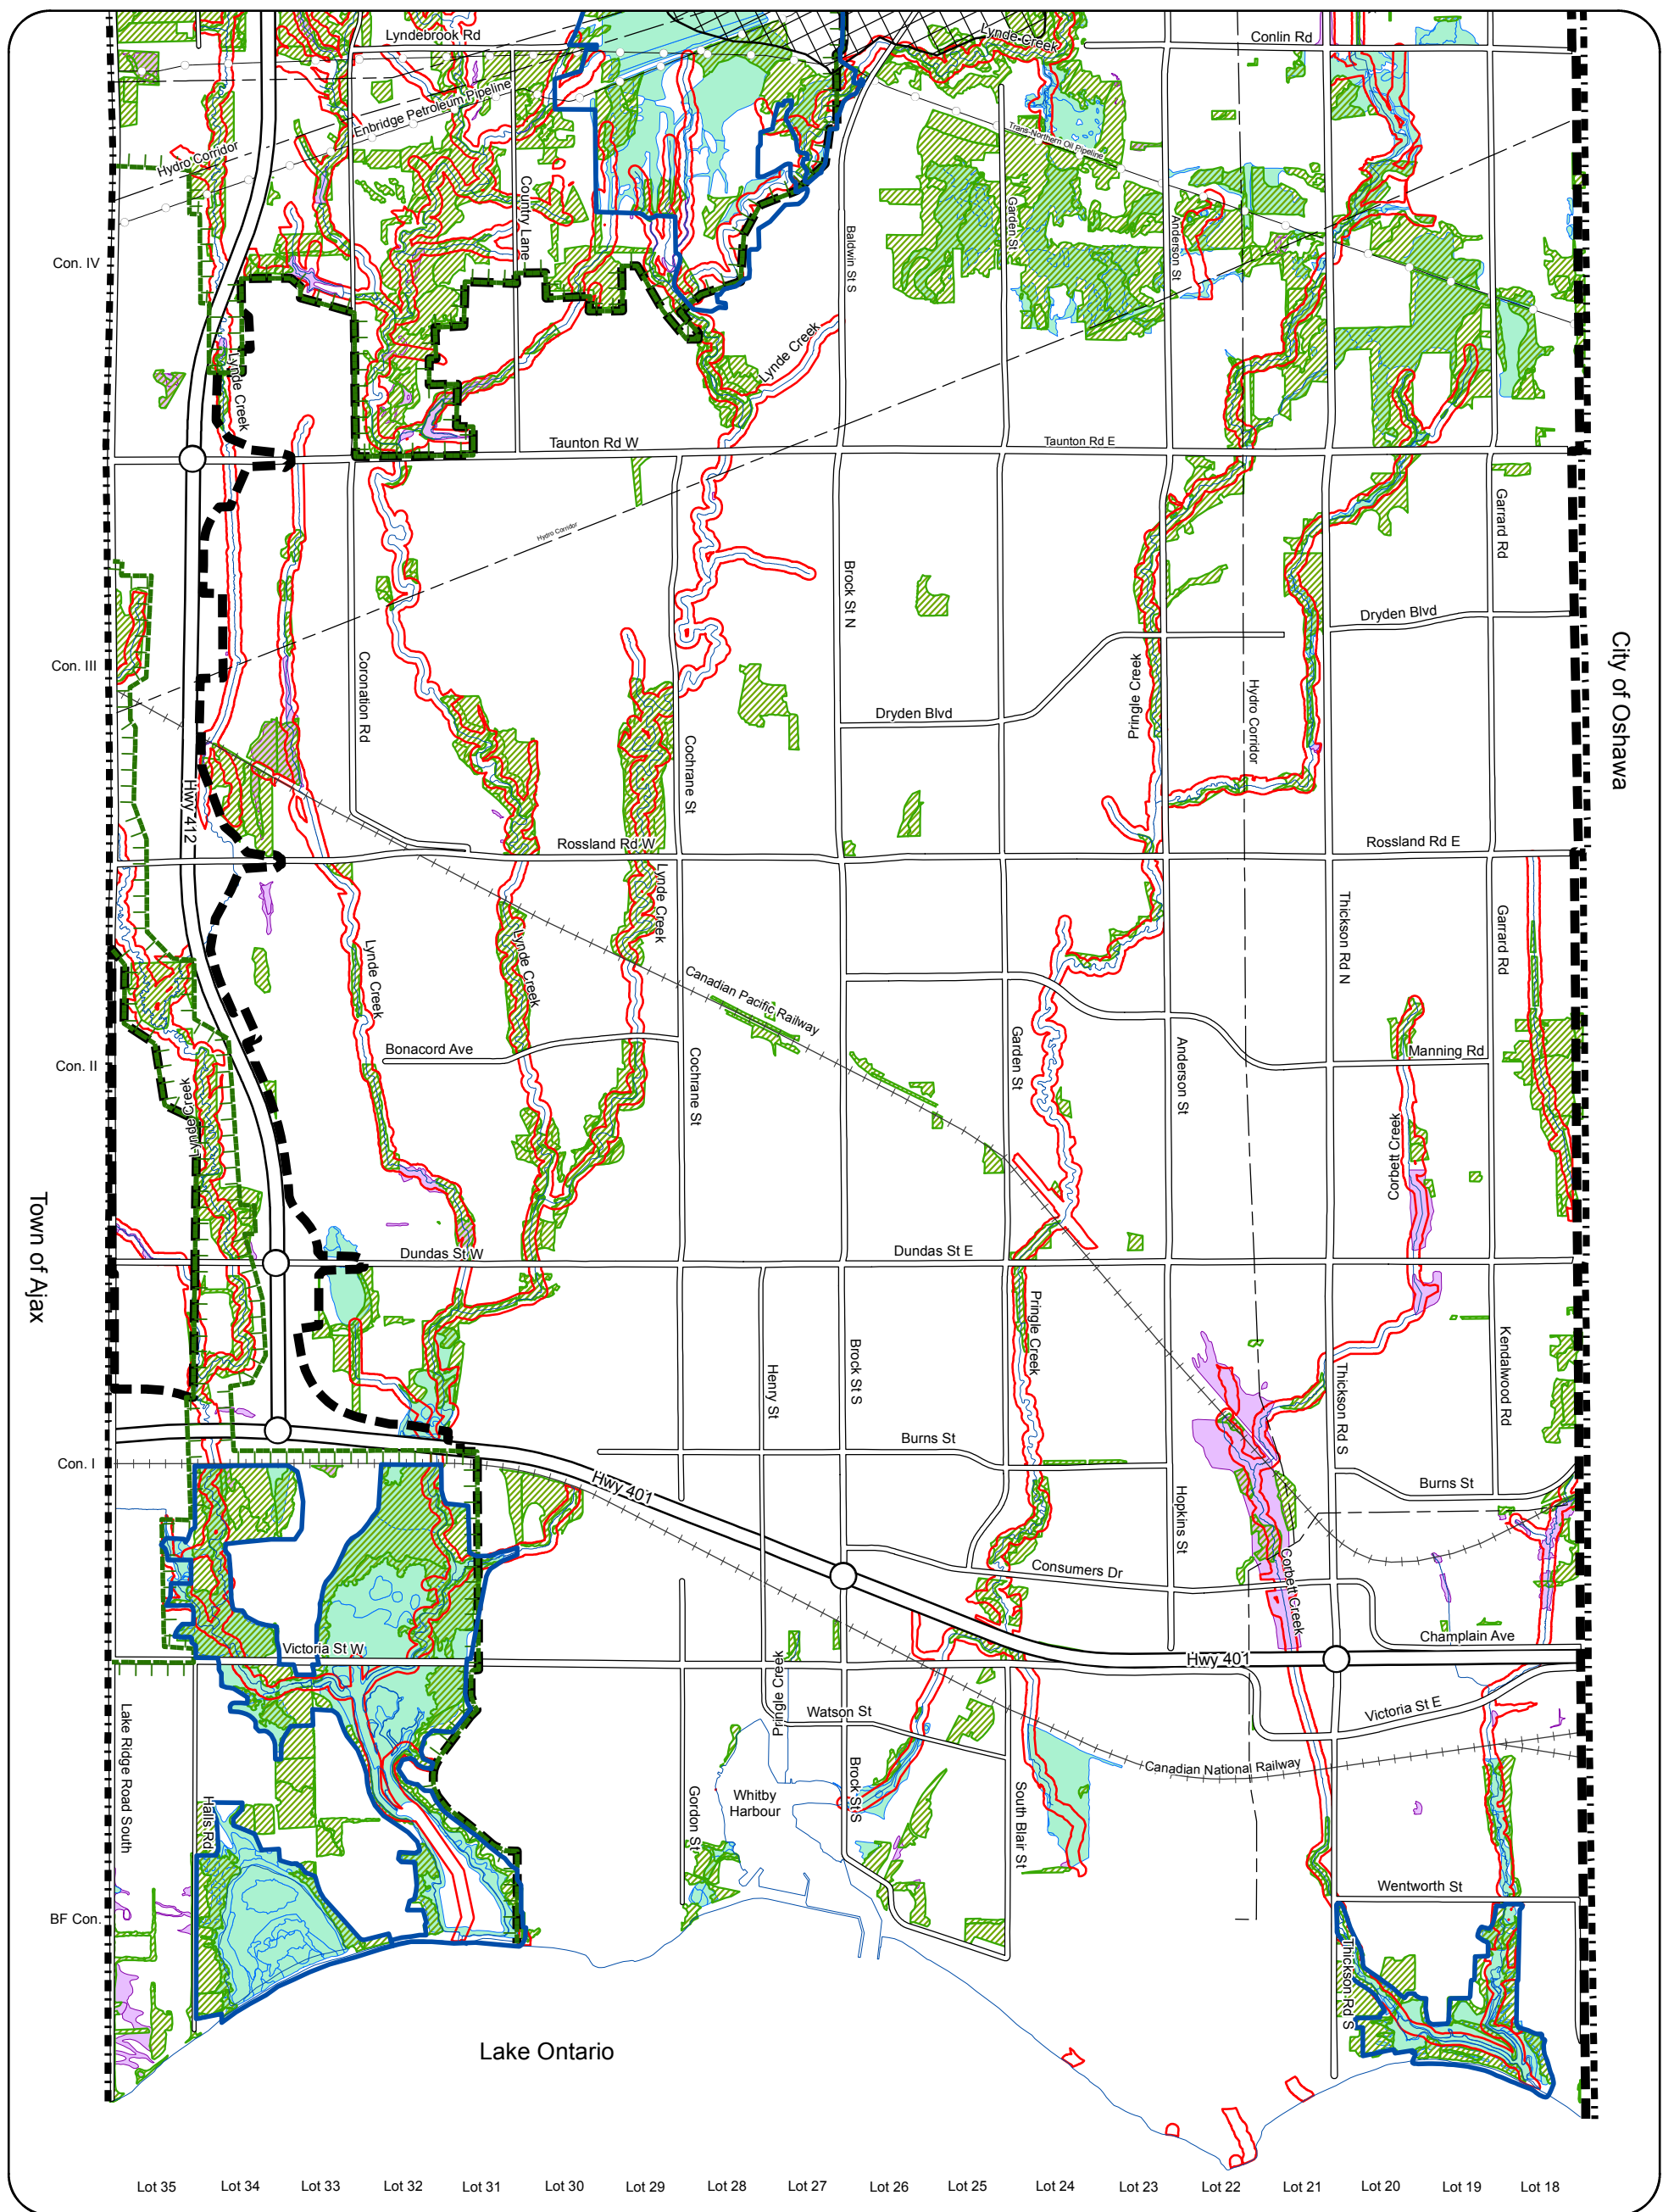 Lyndebrook Rd
Lynde Creek
Conlin Rd
Enbridge Petroleum Pipeline
Hydro Corridor
Trans-Northern Oil Pipeline
Country Lane
Garden St
Anderson St
Baldwin St S
Con. IV
Lynde Creek
Lynde Creek
Taunton Rd W
Taunton Rd E
Garrard Rd
Hydro Corridor
Brock St N
Dryden Blvd
City of Oshawa
Con. III
Coronation Rd
Pringle Creek
Hydro Corridor
Dryden Blvd
Cochrane St
Hwy 412
Rossland Rd W
Rossland Rd E
Lynde Creek
Thickson Rd N
Garrard Rd
Lynde Creek
Lynde Creek
Canadian Pacific Railway
Bonacord Ave
Garden St
Anderson St
Manning Rd
Con. II
Cochrane St
Lynde Creek
Corbett Creek
Town of Ajax
Dundas St W
Dundas St E
Pringle Creek
Henry St
Brock St S
Thickson Rd S
Kendalwood Rd
Burns St
Con. I
Hwy 401
Burns St
Hopkins St
Consumers Dr
Corbett Creek
Victoria St W
Champlain Ave
Hwy 401
Pringle Creek
Lake Ridge Road South
Watson St
Victoria St E
Canadian National Railway
Halls Rd
Gordon St
Whitby
Harbour
Brock St S
South Blair St
Wentworth St
BF Con.
Thickson Rd S
Lake Ontario
Lot 35
Lot 34
Lot 33
Lot 32
Lot 31
Lot 30
Lot 29
Lot 28
Lot 27
Lot 26
Lot 25
Lot 24
Lot 23
Lot 22
Lot 21
Lot 20
Lot 19
Lot 18